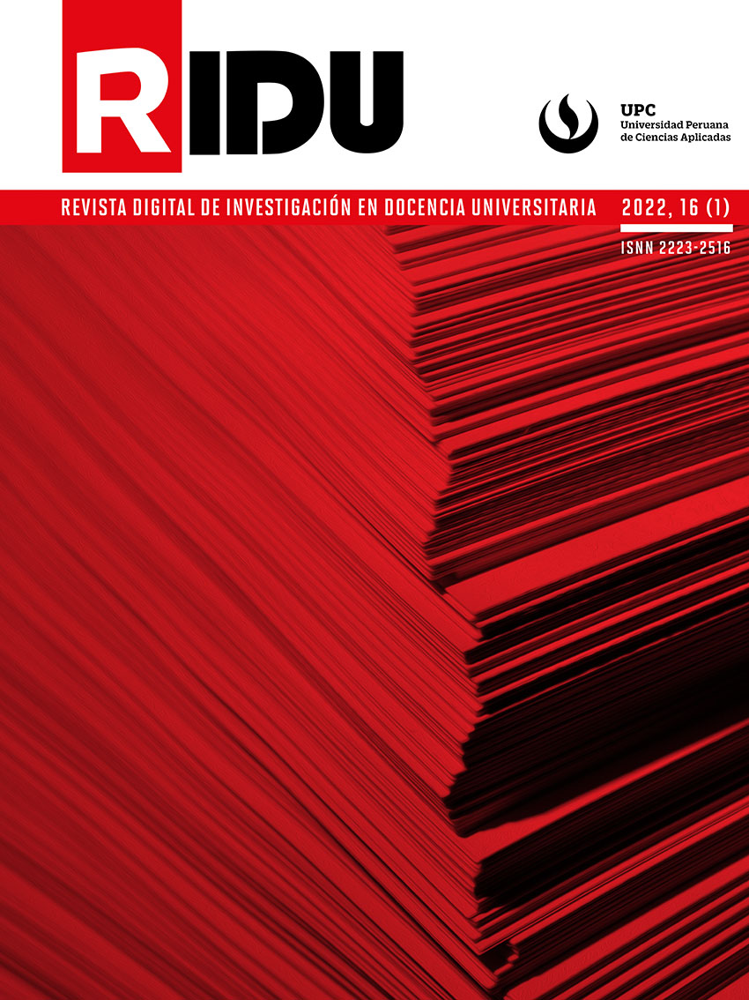 RIDU
UPC
Universidad Peruana
de Ciencias Aplicadas
REVISTA DIGITAL DE INVESTIGACIÓN EN DOCENCIA UNIVERSITARIA 2022, 16 (1)
ISNN 2223-2516